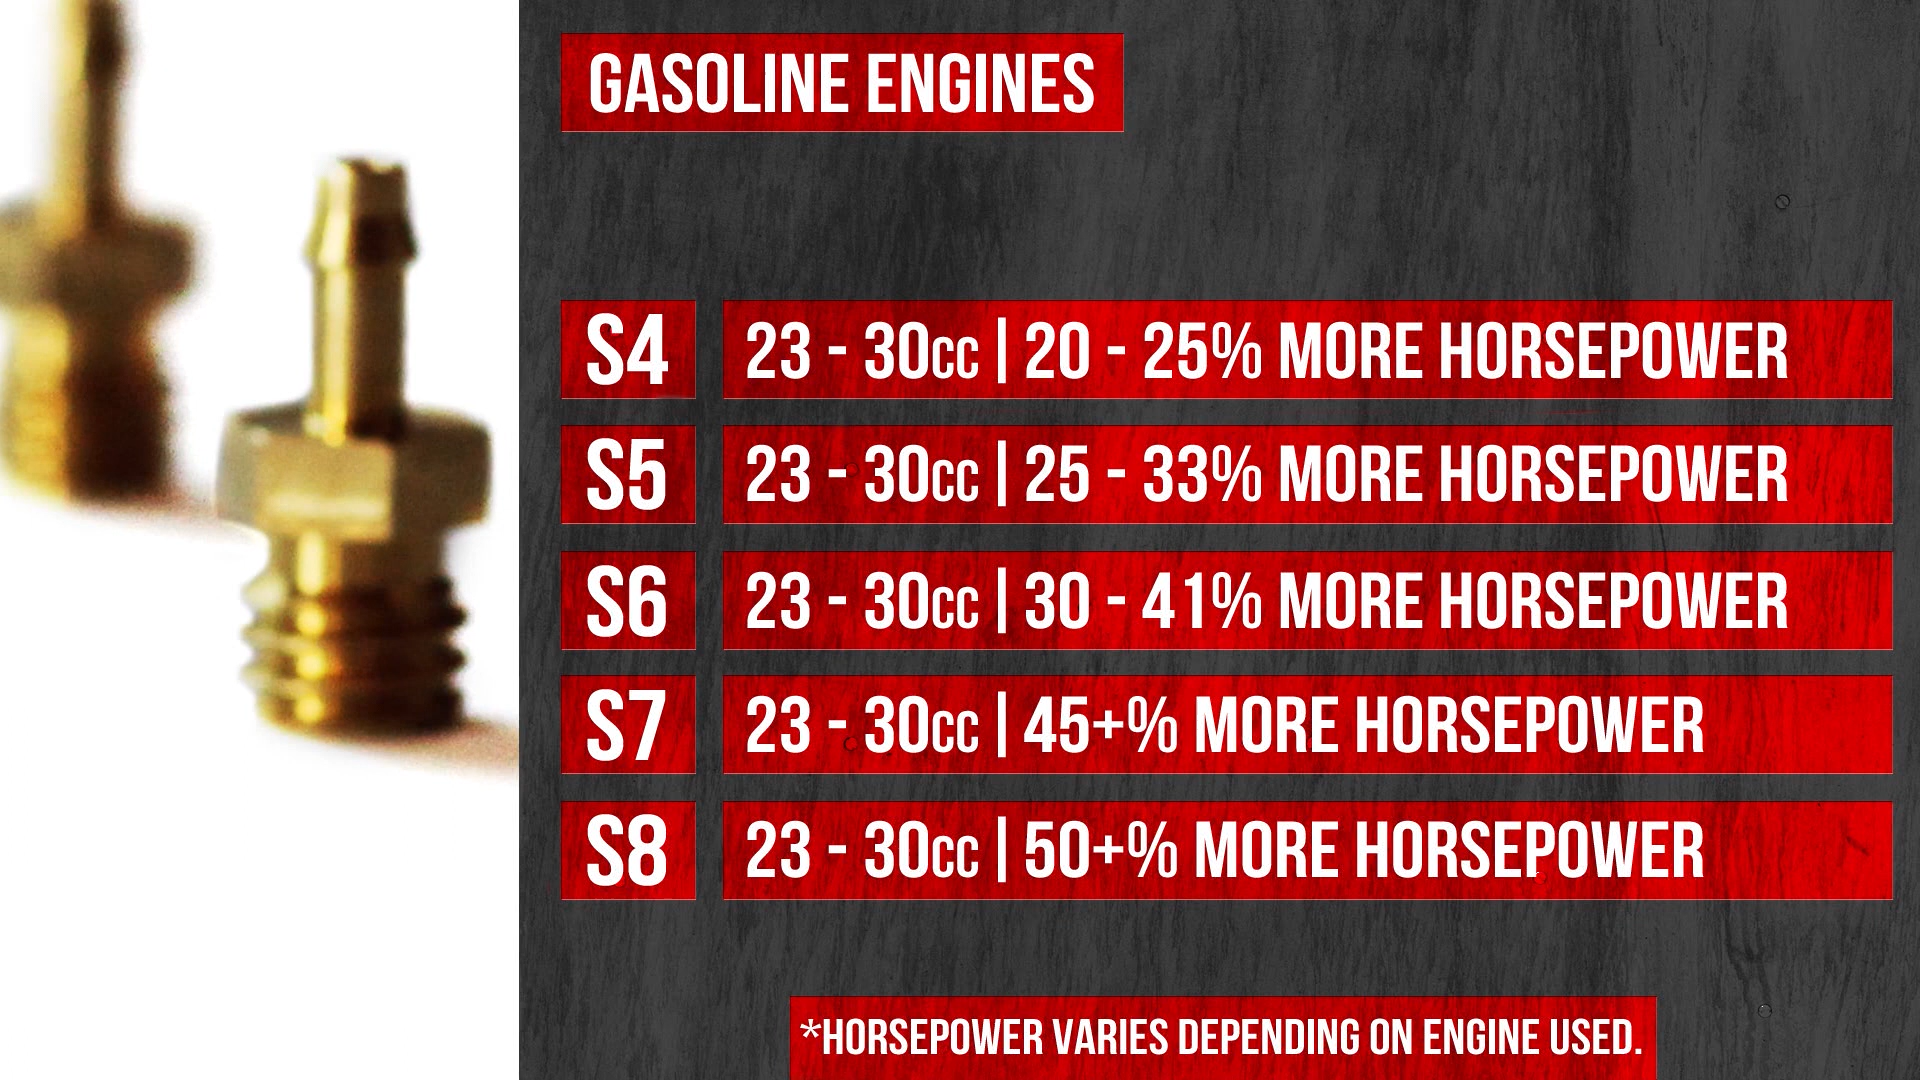 GASOLINE ENGINES
S4 23 - 30cc | 20 - 25% MORE HORSEPOWER
S5 23 - 30cc | 25 - 33% MORE HORSEPOWER
S6 23 - 30cc | 30 - 41% MORE HORSEPOWER
S7 23 - 30cc | 45+% MORE HORSEPOWER
S8 23 - 30cc | 50+% MORE HORSEPOWER
*HORSEPOWER VARIES DEPENDING ON ENGINE USED.